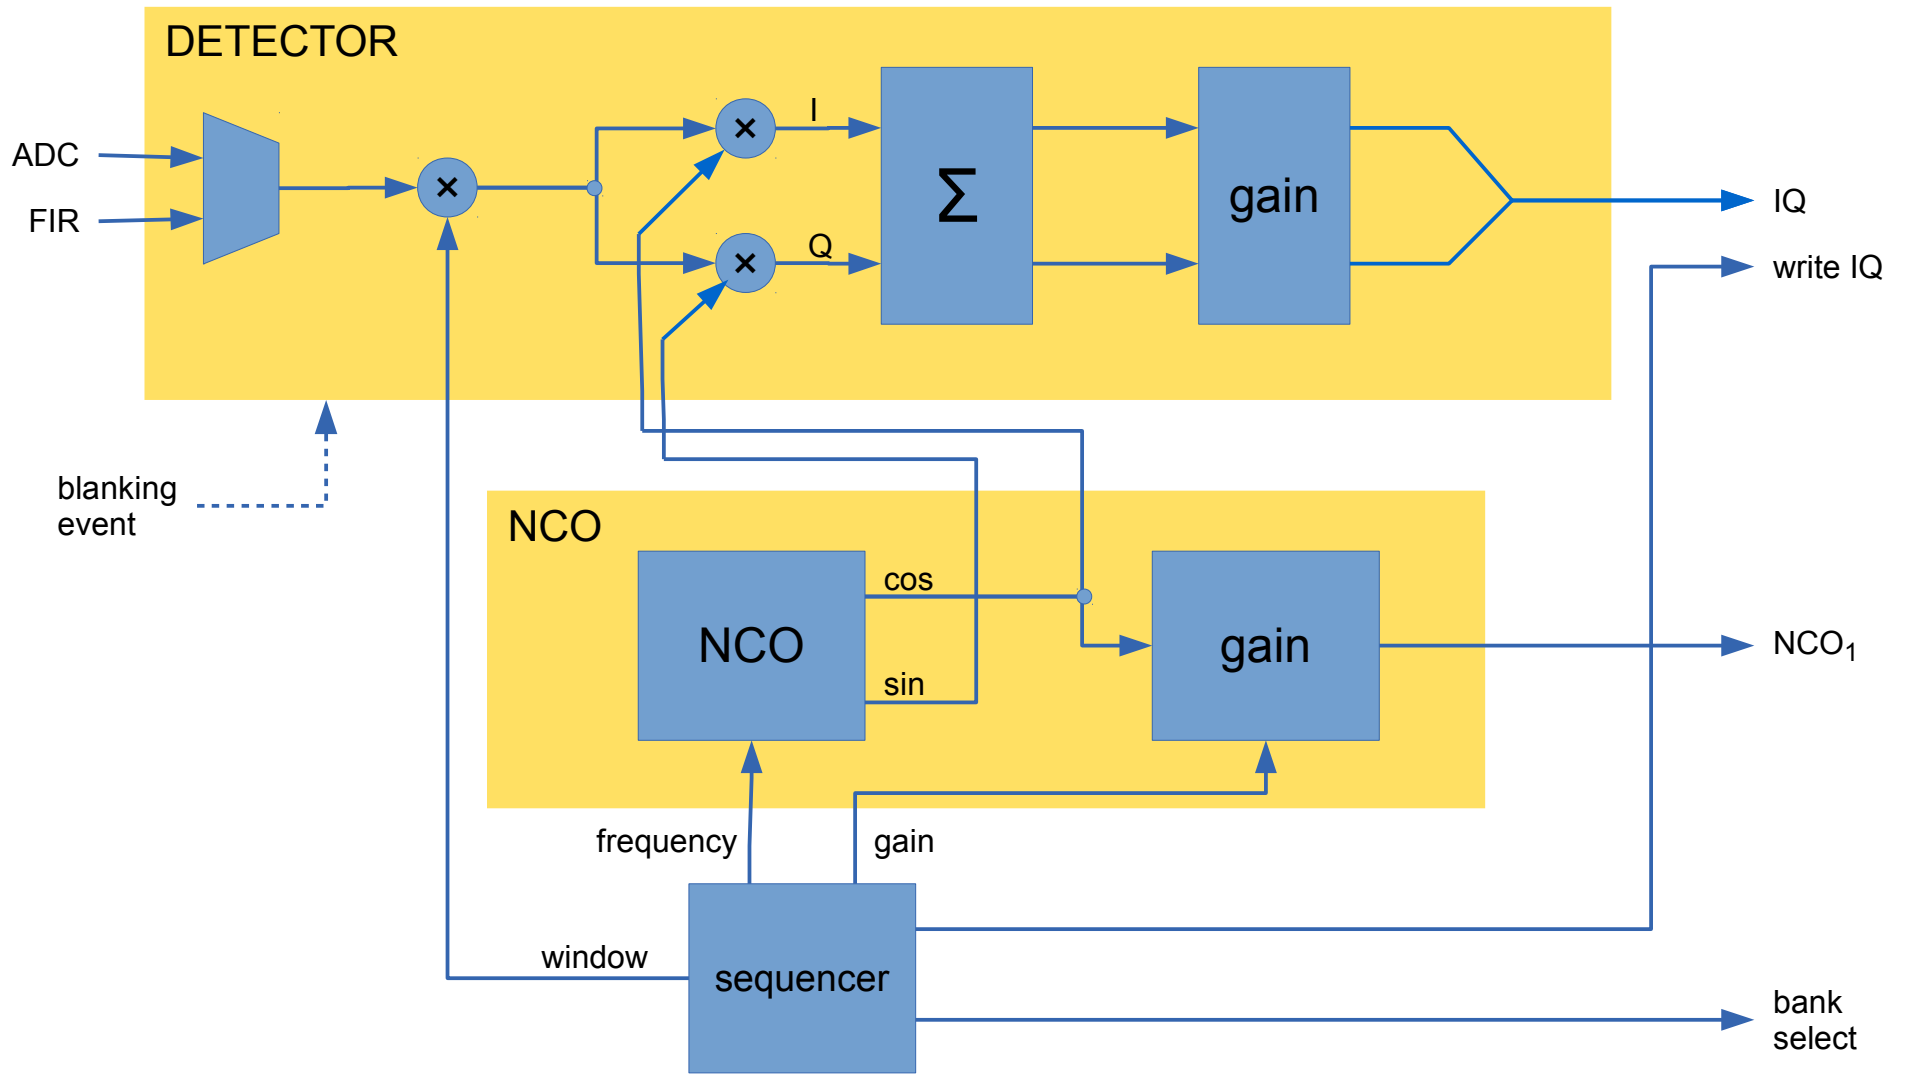 DETECTOR
ADC
FIR
×
×
×
I
Q
Σ
gain
IQ
write IQ
blanking
event
NCO
NCO
cos
sin
gain
NCO₁
frequency
gain
window
sequencer
bank
select